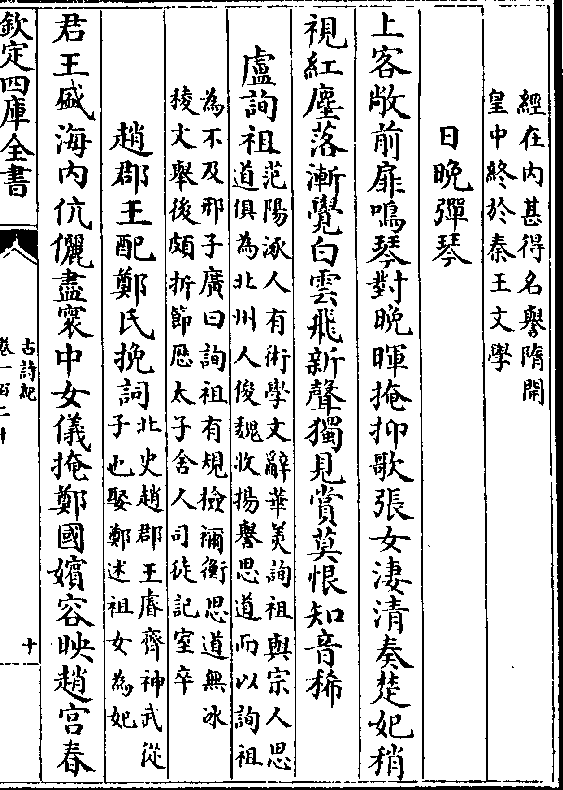 經在内甚得名譽隋開
皇中終於秦王文學
日晚彈琴
上客敞前扉鳴琴對晚暉掩抑歌張女淒清奏楚妃稍
視紅塵落漸覺白雲飛新聲獨見賞莫恨知音稀
盧詢祖
范陽涿人有術學文辭華美詢祖與宗人思
道俱為北州人俊魏收揚譽思道而以詢祖
為不及邢子廣曰詢祖有規檢禰衡思道無冰
稜文舉後頗折節歴太子舍人司徒記室卒
趙郡王配鄭氏挽詞
北史趙郡王㕡齊神武從
子也娶鄭述祖女為妃
君王盛海内伉儷盡寰中女儀掩鄭國嬪容映趙宫春
欽定四庫全書
古詩紀
卷一百二十
十